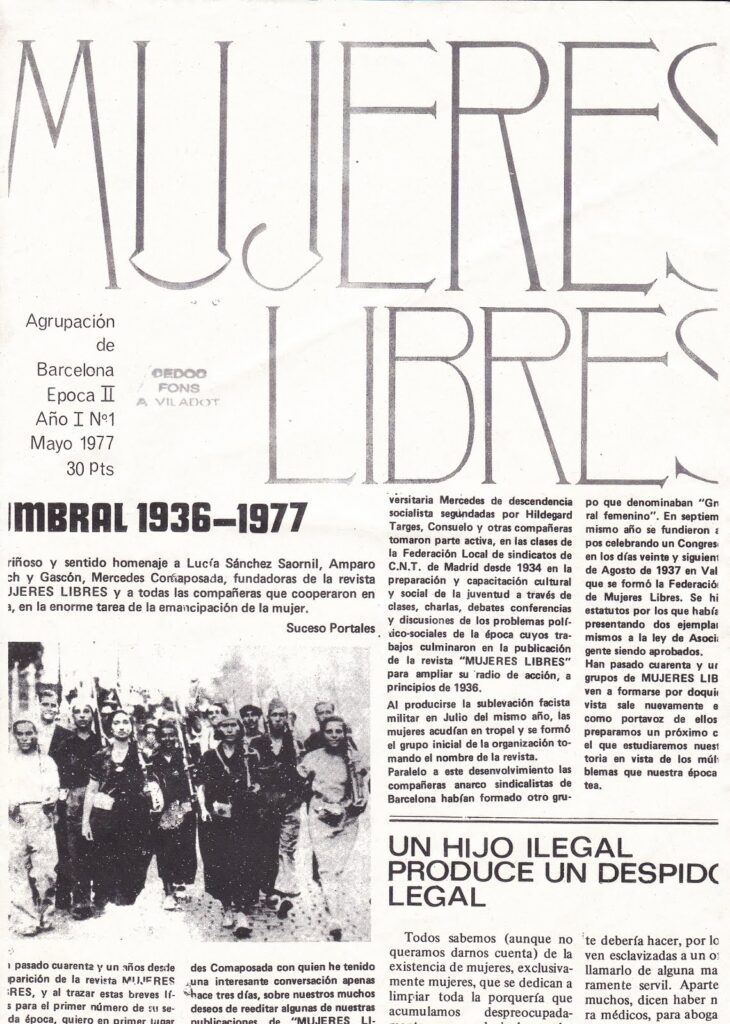 MUJERES
LIBRES
Agrupación
de
Barcelona
Epoca II
Año I Nº1
Mayo 1977
30 pts
CEDOC
FONS
A VILADOT
MBRAL 1936-1977
riñoso y sentido homenaje a Lucía Sánchez Saornil, Amparo
ch y Gascón, Mercedes Comaposada, fundadoras de la revista
JJERES LIBRES y a todas las compañeras que cooperaron en
a, en la enorme tarea de la emancipación de la mujer.
Suceso Portales
pasado cuarenta y un años desde
parición de la revista MUJERES
RES, y al trazar estas breves lí-
s para el primer número de su se-
da época, quiero en primer lugar
des Comaposada con quien he tenido
una interesante conversación apenas
hace tres días, sobre nuestros muchos
deseos de reeditar algunas de nuestras
publicaciones de "MUJERES LI-
versitaria Mercedes de descendencia
socialista segundadas por Hildegard
Targes, Consuelo y otras compañeras
tomaron parte activa, en las clases de
la Federación Local de sindicatos de
C.N.T. de Madrid desde 1934 en la
preparación y capacitación cultural
y social de la juventud a través de
clases, charlas, debates conferencias
y discusiones de los problemas polí-
tico-sociales de la época cuyos tra-
bajos culminaron en la publicación
de la revista "MUJERES LIBRES"
para ampliar su radio de acción, a
principios de 1936.
Al producirse la sublevación facista
militar en Julio del mismo año, las
mujeres acudían en tropel y se formó
el grupo inicial de la organización to-
mando el nombre de la revista.
Paralelo a este desenvolvimiento las
compañeras anarco sindicalistas de
Barcelona habían formado otro gru-
po que denominaban "Gr
ral femenino". En septiem
mismo año se fundieron a
pos celebrando un Congres
en los días veinte y siguien
de Agosto de 1937 en Val
que se formó la Federació
de Mujeres Libres. Se hi
estatutos por los que había
presentando dos ejempla
mismos a la ley de Asoci
gente siendo aprobados.
Han pasado cuarenta y u
grupos de MUJERES LIB
ven a formarse por doqui
vista sale nuevamente e
como portavoz de ellos
preparamos un próximo c
el que estudiaremos nuest
toria en vista de los múl
blemas que nuestra época
tea.
UN HIJO ILEGAL
PRODUCE UN DESPIDO
LEGAL
Todos sabemos (aunque no
queramos darnos cuenta) de la
existencia de mujeres, exclusiva-
mente mujeres, que se dedican a
limpiar toda la porquería que
acumulamos despreocupada-
te debería hacer, por lo
ven esclavizadas a un o
llamarlo de alguna ma
ramente servil. Aparte
muchos, dicen haber n
ra médicos, para aboga